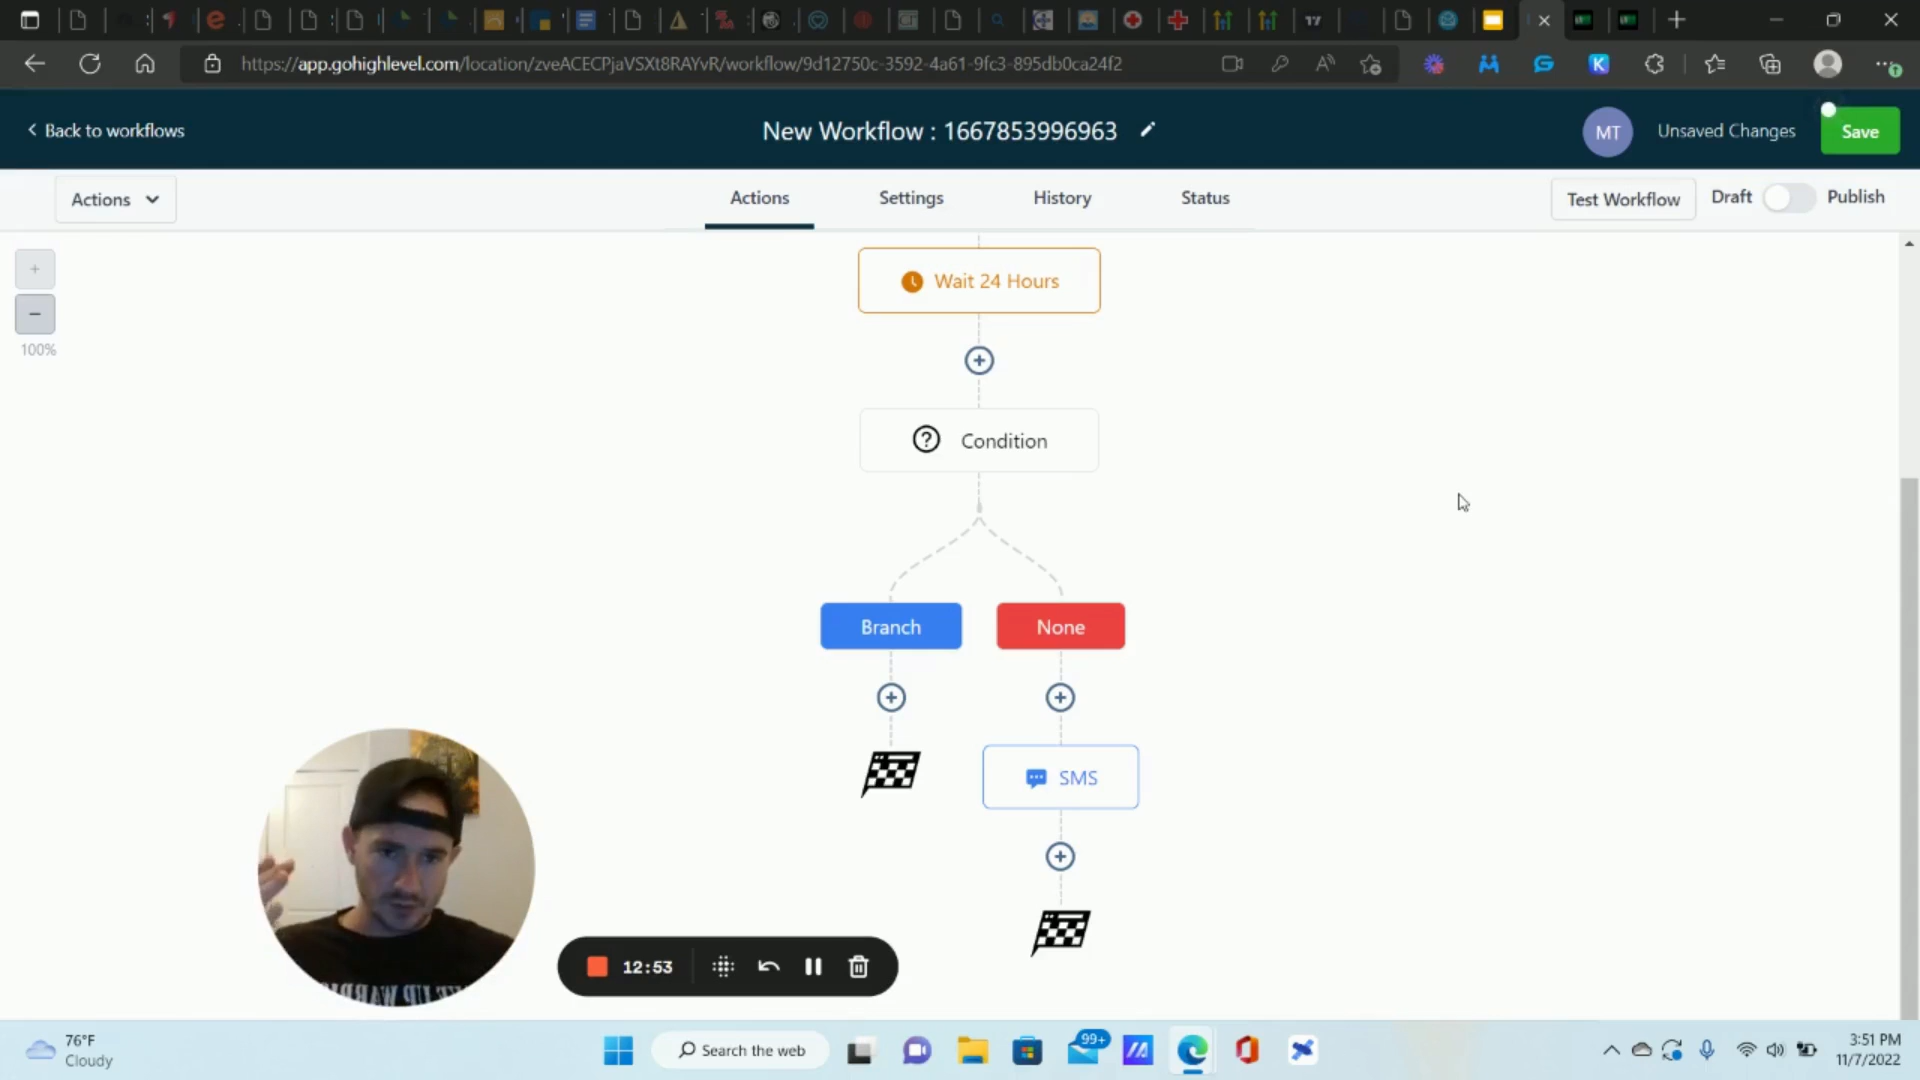 https://app.gohighlevel.com/location/zveACECPjaVSXt8RAYvR/workflow/9d12750c-3592-4a61-9fc3-895db0ca24f2
Back to workflows
New Workflow : 1667853996963
MT
Unsaved Changes
Save
Actions
Actions
Settings
History
Status
Test Workflow
Draft
Publish
100%
Wait 24 Hours
Condition
Branch
None
SMS
12:53
76°F
Cloudy
Search the web
99+
3:51 PM
11/7/2022